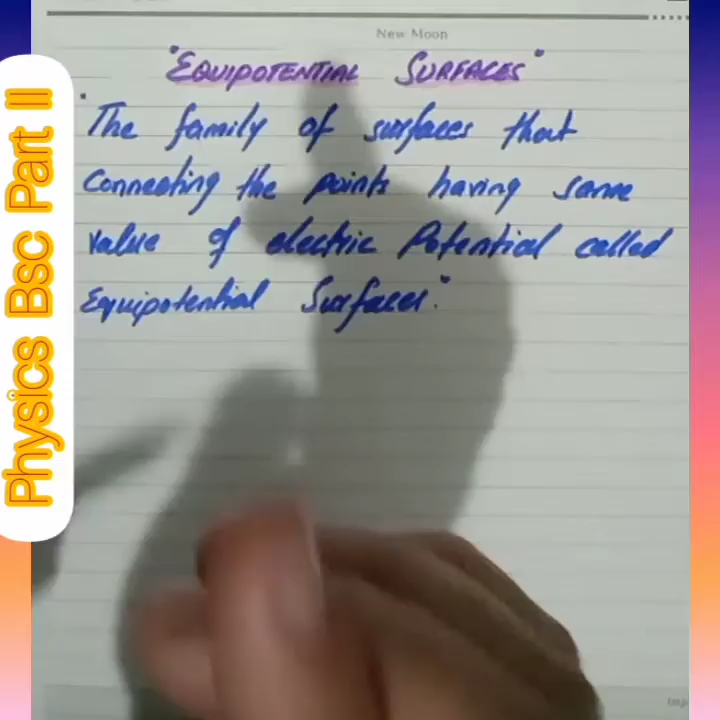 New Moon
"EQUIPOTENTIAL SURFACES"
"The family of surfaces that
connecting the points having same
value of electric Potential called
Equipotential Surfaces."
Physics Bsc Part II